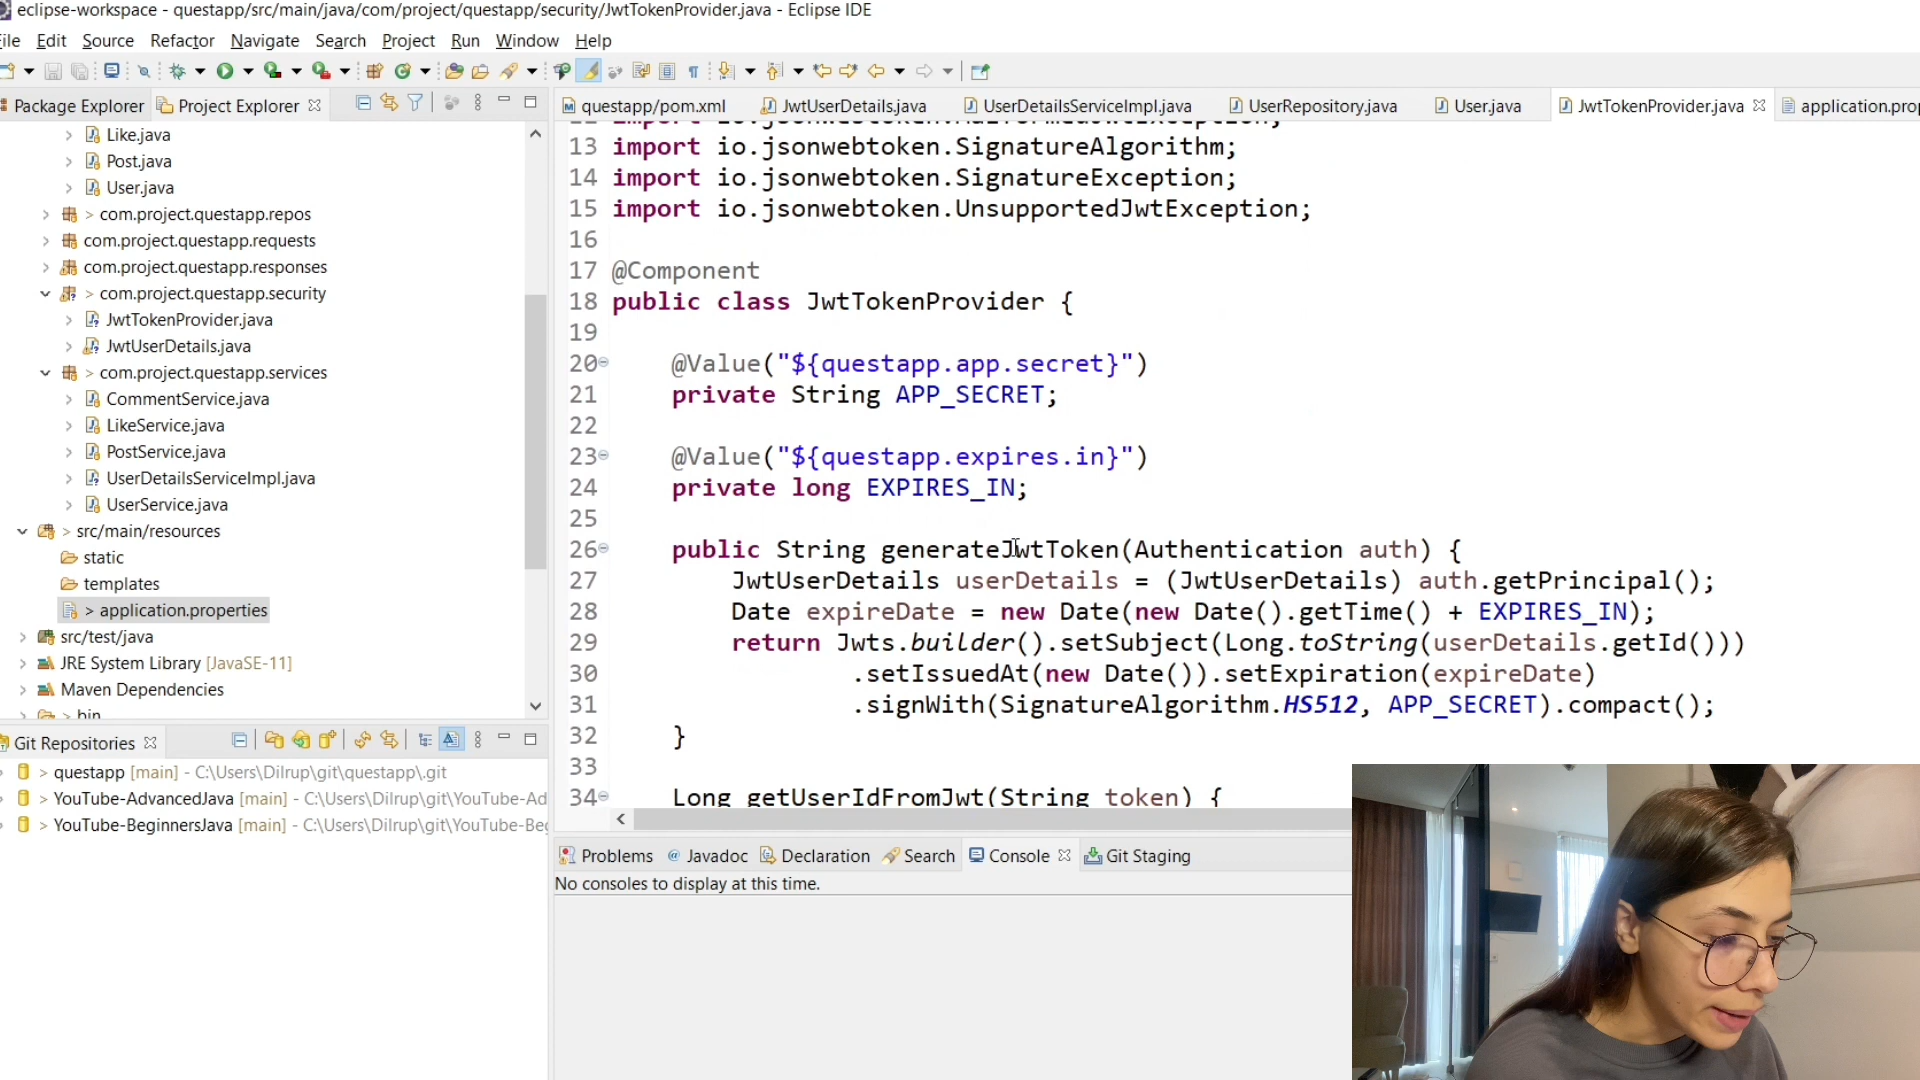 eclipse-workspace - questapp/src/main/java/com/project/questapp/security/JwtTokenProvider.java - Eclipse IDE
File Edit Source Refactor Navigate Search Project Run Window Help
Package Explorer Project Explorer
Like.java
Post.java
User.java
> com.project.questapp.repos
com.project.questapp.requests
com.project.questapp.responses
> com.project.questapp.security
JwtTokenProvider.java
JwtUserDetails.java
> com.project.questapp.services
CommentService.java
LikeService.java
PostService.java
UserDetailsServiceImpl.java
UserService.java
> src/main/resources
static
templates
> application.properties
src/test/java
JRE System Library [JavaSE-11]
Maven Dependencies
> bin
Git Repositories
> questapp [main] - C:\Users\Dilrup\git\questapp\.git
> YouTube-AdvancedJava [main] - C:\Users\Dilrup\git\YouTube-Ad
> YouTube-BeginnersJava [main] - C:\Users\Dilrup\git\YouTube-Beg
questapp/pom.xml JwtUserDetails.java UserDetailsServiceImpl.java UserRepository.java User.java JwtTokenProvider.java application.prop
12 import io.jsonwebtoken.MalformedJwtException;
13 import io.jsonwebtoken.SignatureAlgorithm;
14 import io.jsonwebtoken.SignatureException;
15 import io.jsonwebtoken.UnsupportedJwtException;
16
17 @Component
18 public class JwtTokenProvider {
19
20 @Value("${questapp.app.secret}")
21 private String APP_SECRET;
22
23 @Value("${questapp.expires.in}")
24 private long EXPIRES_IN;
25
26 public String generateJwtToken(Authentication auth) {
27 JwtUserDetails userDetails = (JwtUserDetails) auth.getPrincipal();
28 Date expireDate = new Date(new Date().getTime() + EXPIRES_IN);
29 return Jwts.builder().setSubject(Long.toString(userDetails.getId()))
30 .setIssuedAt(new Date()).setExpiration(expireDate)
31 .signWith(SignatureAlgorithm.HS512, APP_SECRET).compact();
32 }
33
34 Long getUserIdFromJwt(String token) {
Problems @ Javadoc Declaration Search Console Git Staging
No consoles to display at this time.